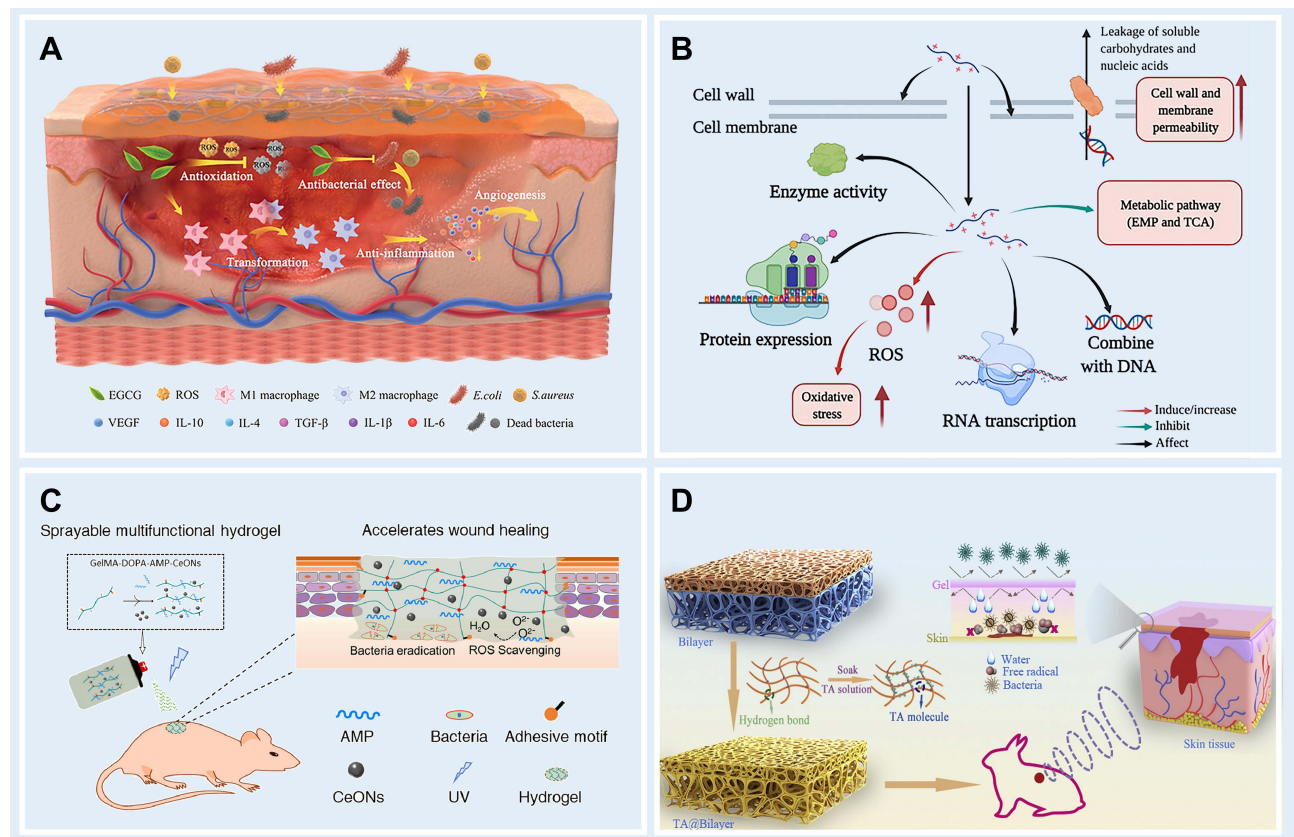 A
ROS
ROS
ROS
Antioxidation
Antibacterial effect
Angiogenesis
Transformation
Anti-inflammation
EGCG
ROS
M1 macrophage
M2 macrophage
E.coli
S.aureus
VEGF
IL-10
IL-4
TGF-β
IL-1β
IL-6
Dead bacteria
B
Leakage of soluble
carbohydrates and
nucleic acids
Cell wall
Cell membrane
Cell wall and
membrane
permeability
Enzyme activity
Metabolic pathway
(EMP and TCA)
Protein expression
ROS
Combine
with DNA
Oxidative
stress
RNA transcription
Induce/increase
Inhibit
Affect
C
Sprayable multifunctional hydrogel
Accelerates wound healing
GelMA-DOPA-AMP-CeONs
H₂O
O²⁻
O²⁻
Bacteria eradication
ROS Scavenging
AMP
Bacteria
Adhesive motif
CeONs
UV
Hydrogel
D
Gel
Skin
Bilayer
Water
Free radical
Bacteria
Soak
TA solution
Hydrogen bond
TA molecule
Skin tissue
TA@Bilayer